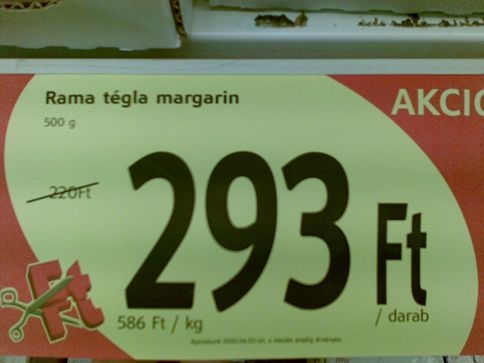 Rama tégla margarin
AKCIÓ
500 g
220Ft
293 Ft
/ darab
Ft
586 Ft / kg